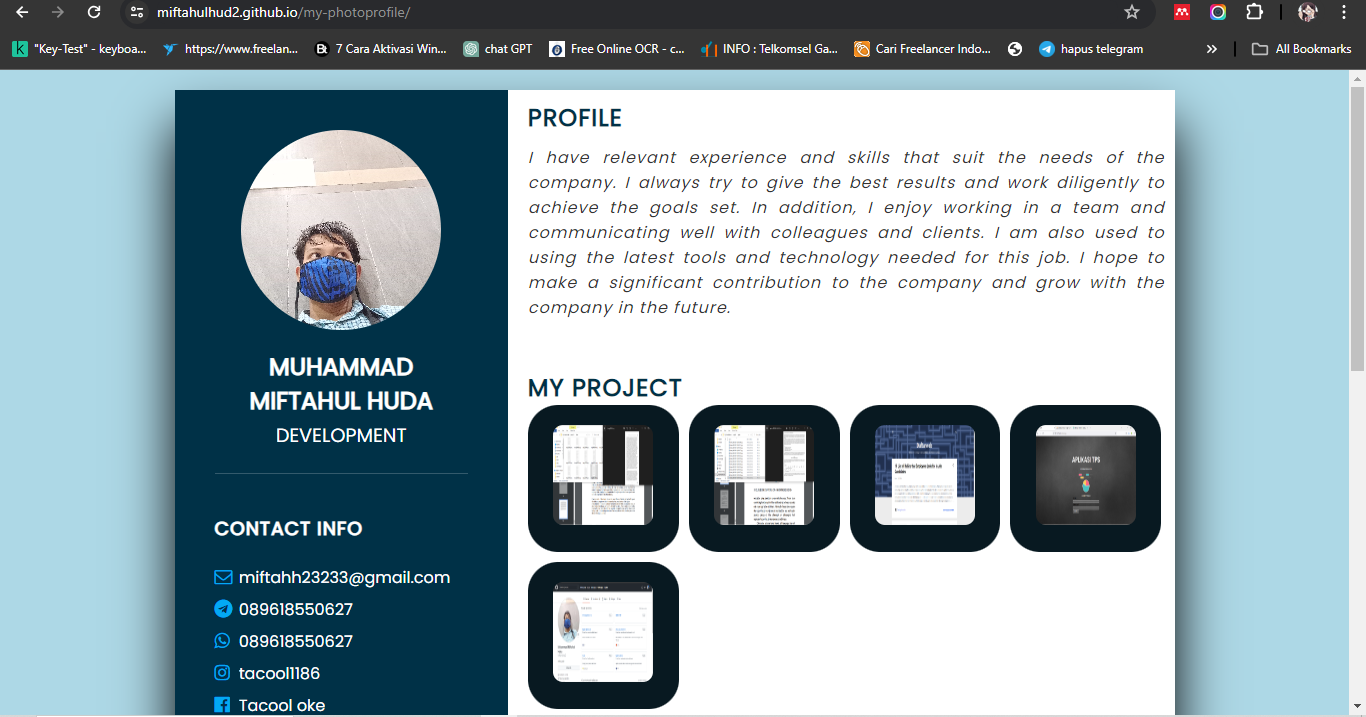 miftahulhud2.github.io/my-photoprofile/
"Key-Test" - keyboa...
https://www.freelan...
7 Cara Aktivasi Win...
chat GPT
Free Online OCR - c...
INFO : Telkomsel Ga...
Cari Freelancer Indo...
hapus telegram
All Bookmarks
MUHAMMAD
MIFTAHUL HUDA
DEVELOPMENT
CONTACT INFO
miftahh23233@gmail.com
089618550627
089618550627
tacool1186
Tacool oke
PROFILE
I have relevant experience and skills that suit the needs of the
company. I always try to give the best results and work diligently to
achieve the goals set. In addition, I enjoy working in a team and
communicating well with colleagues and clients. I am also used to
using the latest tools and technology needed for this job. I hope to
make a significant contribution to the company and grow with the
company in the future.
MY PROJECT
APLIKASI TPS